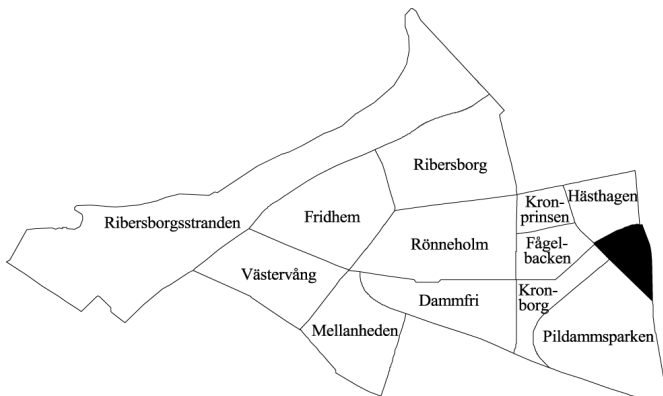 Ribersborg
Hästhagen
Kron-
prinsen
Ribersborgsstranden
Fridhem
Rönneholm
Fågel-
backen
Västervång
Dammfri
Kron-
borg
Mellanheden
Pildammsparken